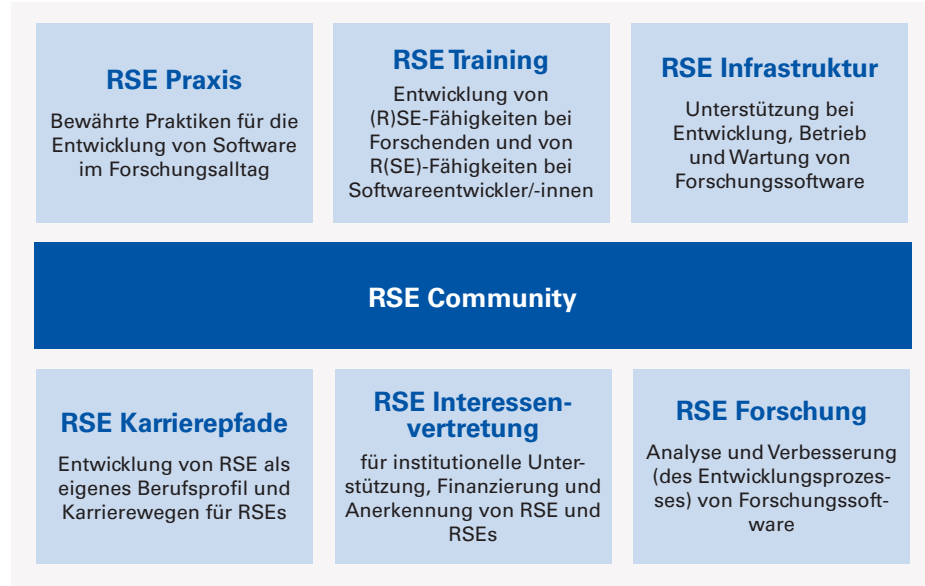 RSE Praxis
Bewährte Praktiken für die
Entwicklung von Software
im Forschungsalltag
RSE Training
Entwicklung von
(R)SE-Fähigkeiten bei
Forschenden und von
R(SE)-Fähigkeiten bei
Softwareentwickler/-innen
RSE Infrastruktur
Unterstützung bei
Entwicklung, Betrieb
und Wartung von
Forschungssoftware
RSE Community
RSE Karrierepfade
Entwicklung von RSE als
eigenes Berufsprofil und
Karrierewegen für RSEs
RSE Interessen-
vertretung
für institutionelle Unter-
stützung, Finanzierung und
Anerkennung von RSE und
RSEs
RSE Forschung
Analyse und Verbesserung
(des Entwicklungsprozes-
ses) von Forschungssoft-
ware